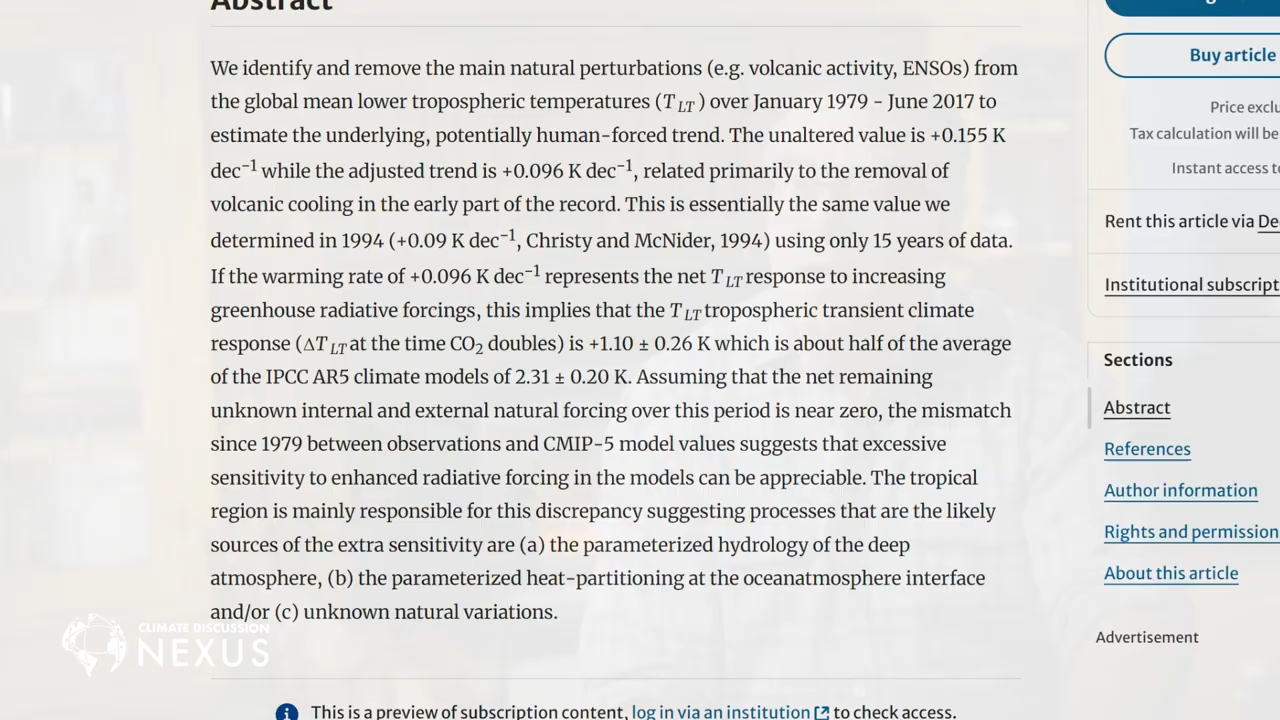 Abstract
We identify and remove the main natural perturbations (e.g. volcanic activity, ENSOs) from
the global mean lower tropospheric temperatures (T LT ) over January 1979 - June 2017 to
estimate the underlying, potentially human-forced trend. The unaltered value is +0.155 K
dec−1 while the adjusted trend is +0.096 K dec−1, related primarily to the removal of
volcanic cooling in the early part of the record. This is essentially the same value we
determined in 1994 (+0.09 K dec−1, Christy and McNider, 1994) using only 15 years of data.
If the warming rate of +0.096 K dec−1 represents the net T LT response to increasing
greenhouse radiative forcings, this implies that the T LT tropospheric transient climate
response (ΔT LT at the time CO2 doubles) is +1.10 ± 0.26 K which is about half of the average
of the IPCC AR5 climate models of 2.31 ± 0.20 K. Assuming that the net remaining
unknown internal and external natural forcing over this period is near zero, the mismatch
since 1979 between observations and CMIP-5 model values suggests that excessive
sensitivity to enhanced radiative forcing in the models can be appreciable. The tropical
region is mainly responsible for this discrepancy suggesting processes that are the likely
sources of the extra sensitivity are (a) the parameterized hydrology of the deep
atmosphere, (b) the parameterized heat-partitioning at the oceanatmosphere interface
and/or (c) unknown natural variations.
This is a preview of subscription content, log in via an institution to check access.
Buy article
Price exclu
Tax calculation will be
Instant access to
Rent this article via De
Institutional subscript
Sections
Abstract
References
Author information
Rights and permission
About this article
Advertisement
CLIMATE DISCUSSION
NEXUS